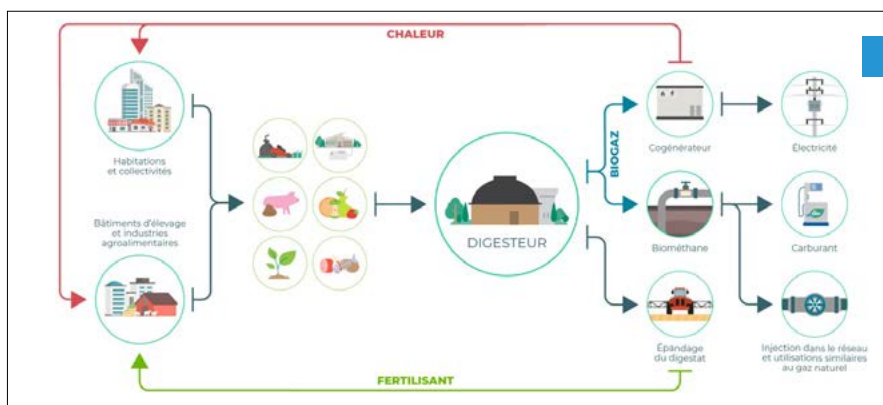 CHALEUR
Habitations
et collectivités
Bâtiments d'élevage
et industries
agroalimentaires
DIGESTEUR
BIOGAZ
Cogénérateur
Électricité
Biométhane
Carburant
Épandage
du digestat
Injection dans le réseau
et utilisations similaires
au gaz naturel
FERTILISANT